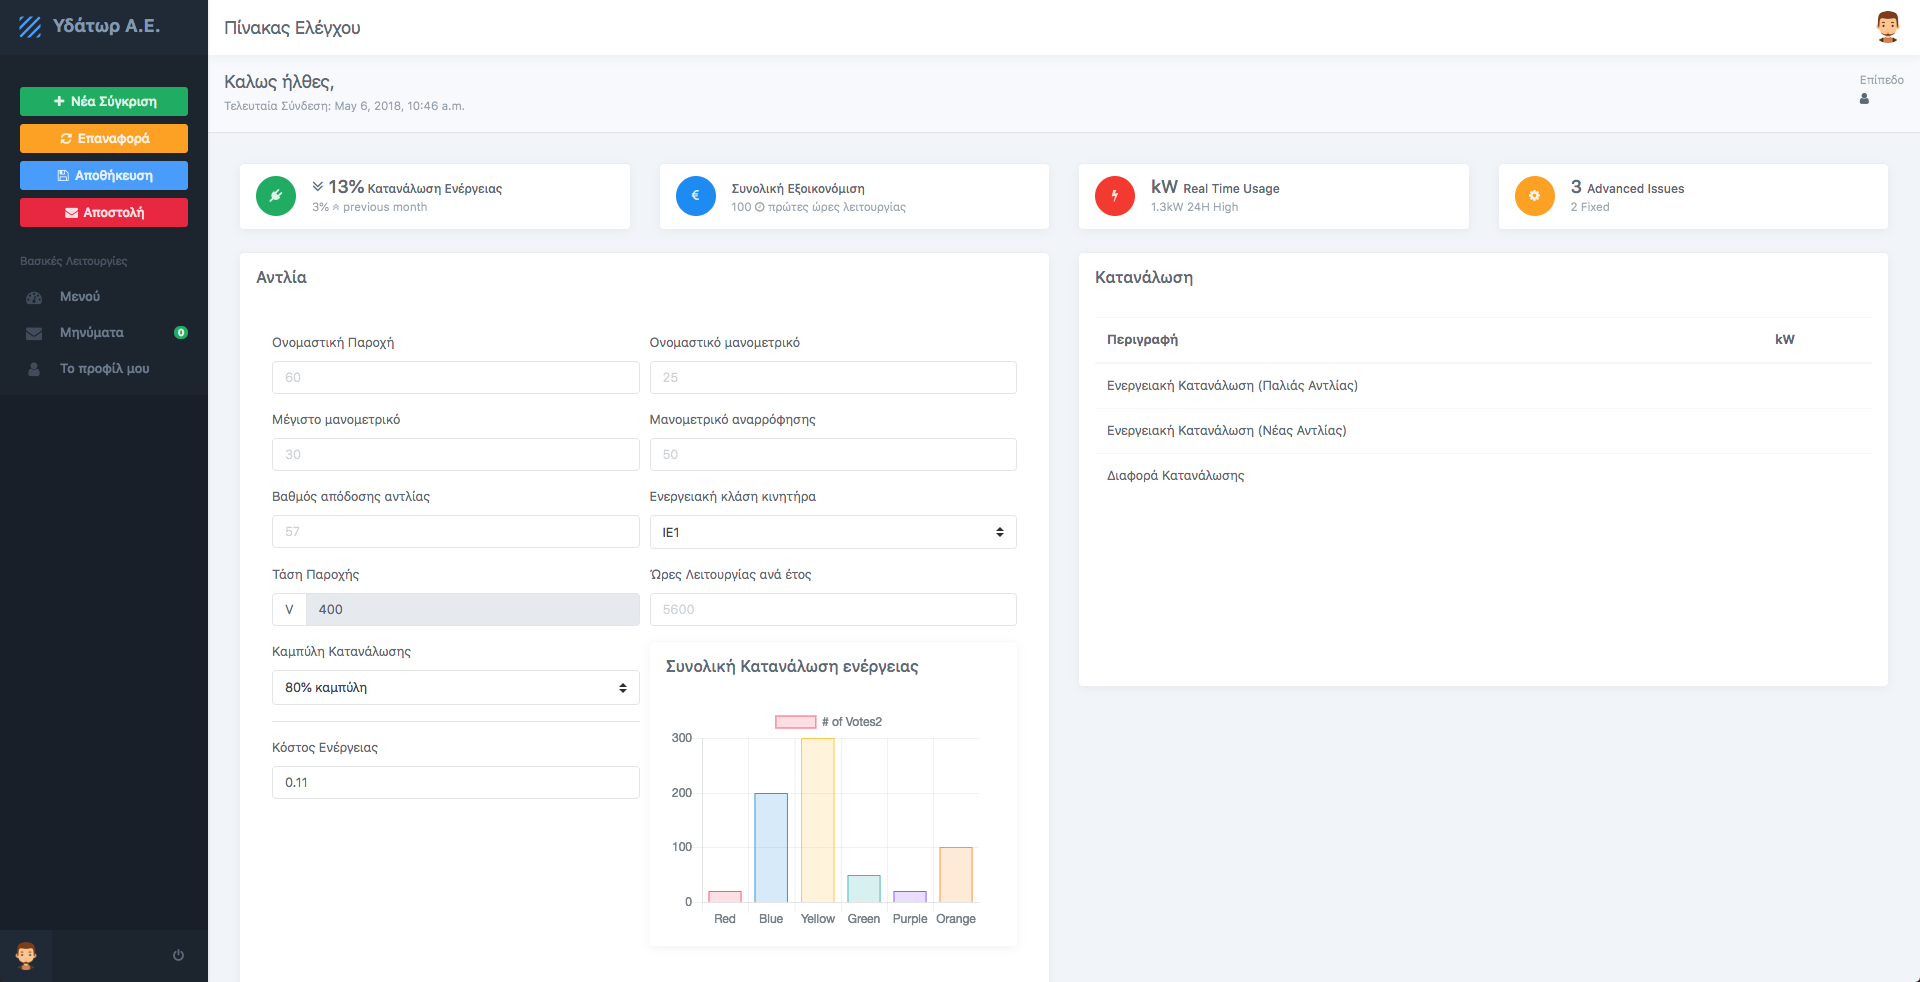 Υδάτωρ Α.Ε.
Νέα Σύγκριση
Επαναφορά
Αποθήκευση
Αποστολή
Βασικές Λειτουργίες
Μενού
Μηνύματα 0
Το προφίλ μου
Πίνακας Ελέγχου
Καλως ήλθες,
Τελευταία Σύνδεση: May 6, 2018, 10:46 a.m.
Επίπεδο
13% Κατανάλωση Ενέργειας
3% previous month
€
Συνολική Εξοικονόμιση
100 πρώτες ώρες λειτουργίας
kW Real Time Usage
1.3kW 24H High
3 Advanced Issues
2 Fixed
Αντλία
Ονομαστική Παροχή
60
Ονομαστικό μανομετρικό
25
Μέγιστο μανομετρικό
30
Μανομετρικό αναρρόφησης
50
Βαθμός απόδοσης αντλίας
57
Ενεργειακή κλάση κινητήρα
IE1
Τάση Παροχής
V 400
Ώρες Λειτουργίας ανά έτος
5600
Καμπύλη Κατανάλωσης
80% καμπύλη
Κόστος Ενέργειας
0.11
Συνολική Κατανάλωση ενέργειας
# of Votes2
300
200
100
0
Red Blue Yellow Green Purple Orange
Κατανάλωση
Περιγραφή kW
Ενεργειακή Κατανάλωση (Παλιάς Αντλίας)
Ενεργειακή Κατανάλωση (Νέας Αντλίας)
Διαφορά Κατανάλωσης